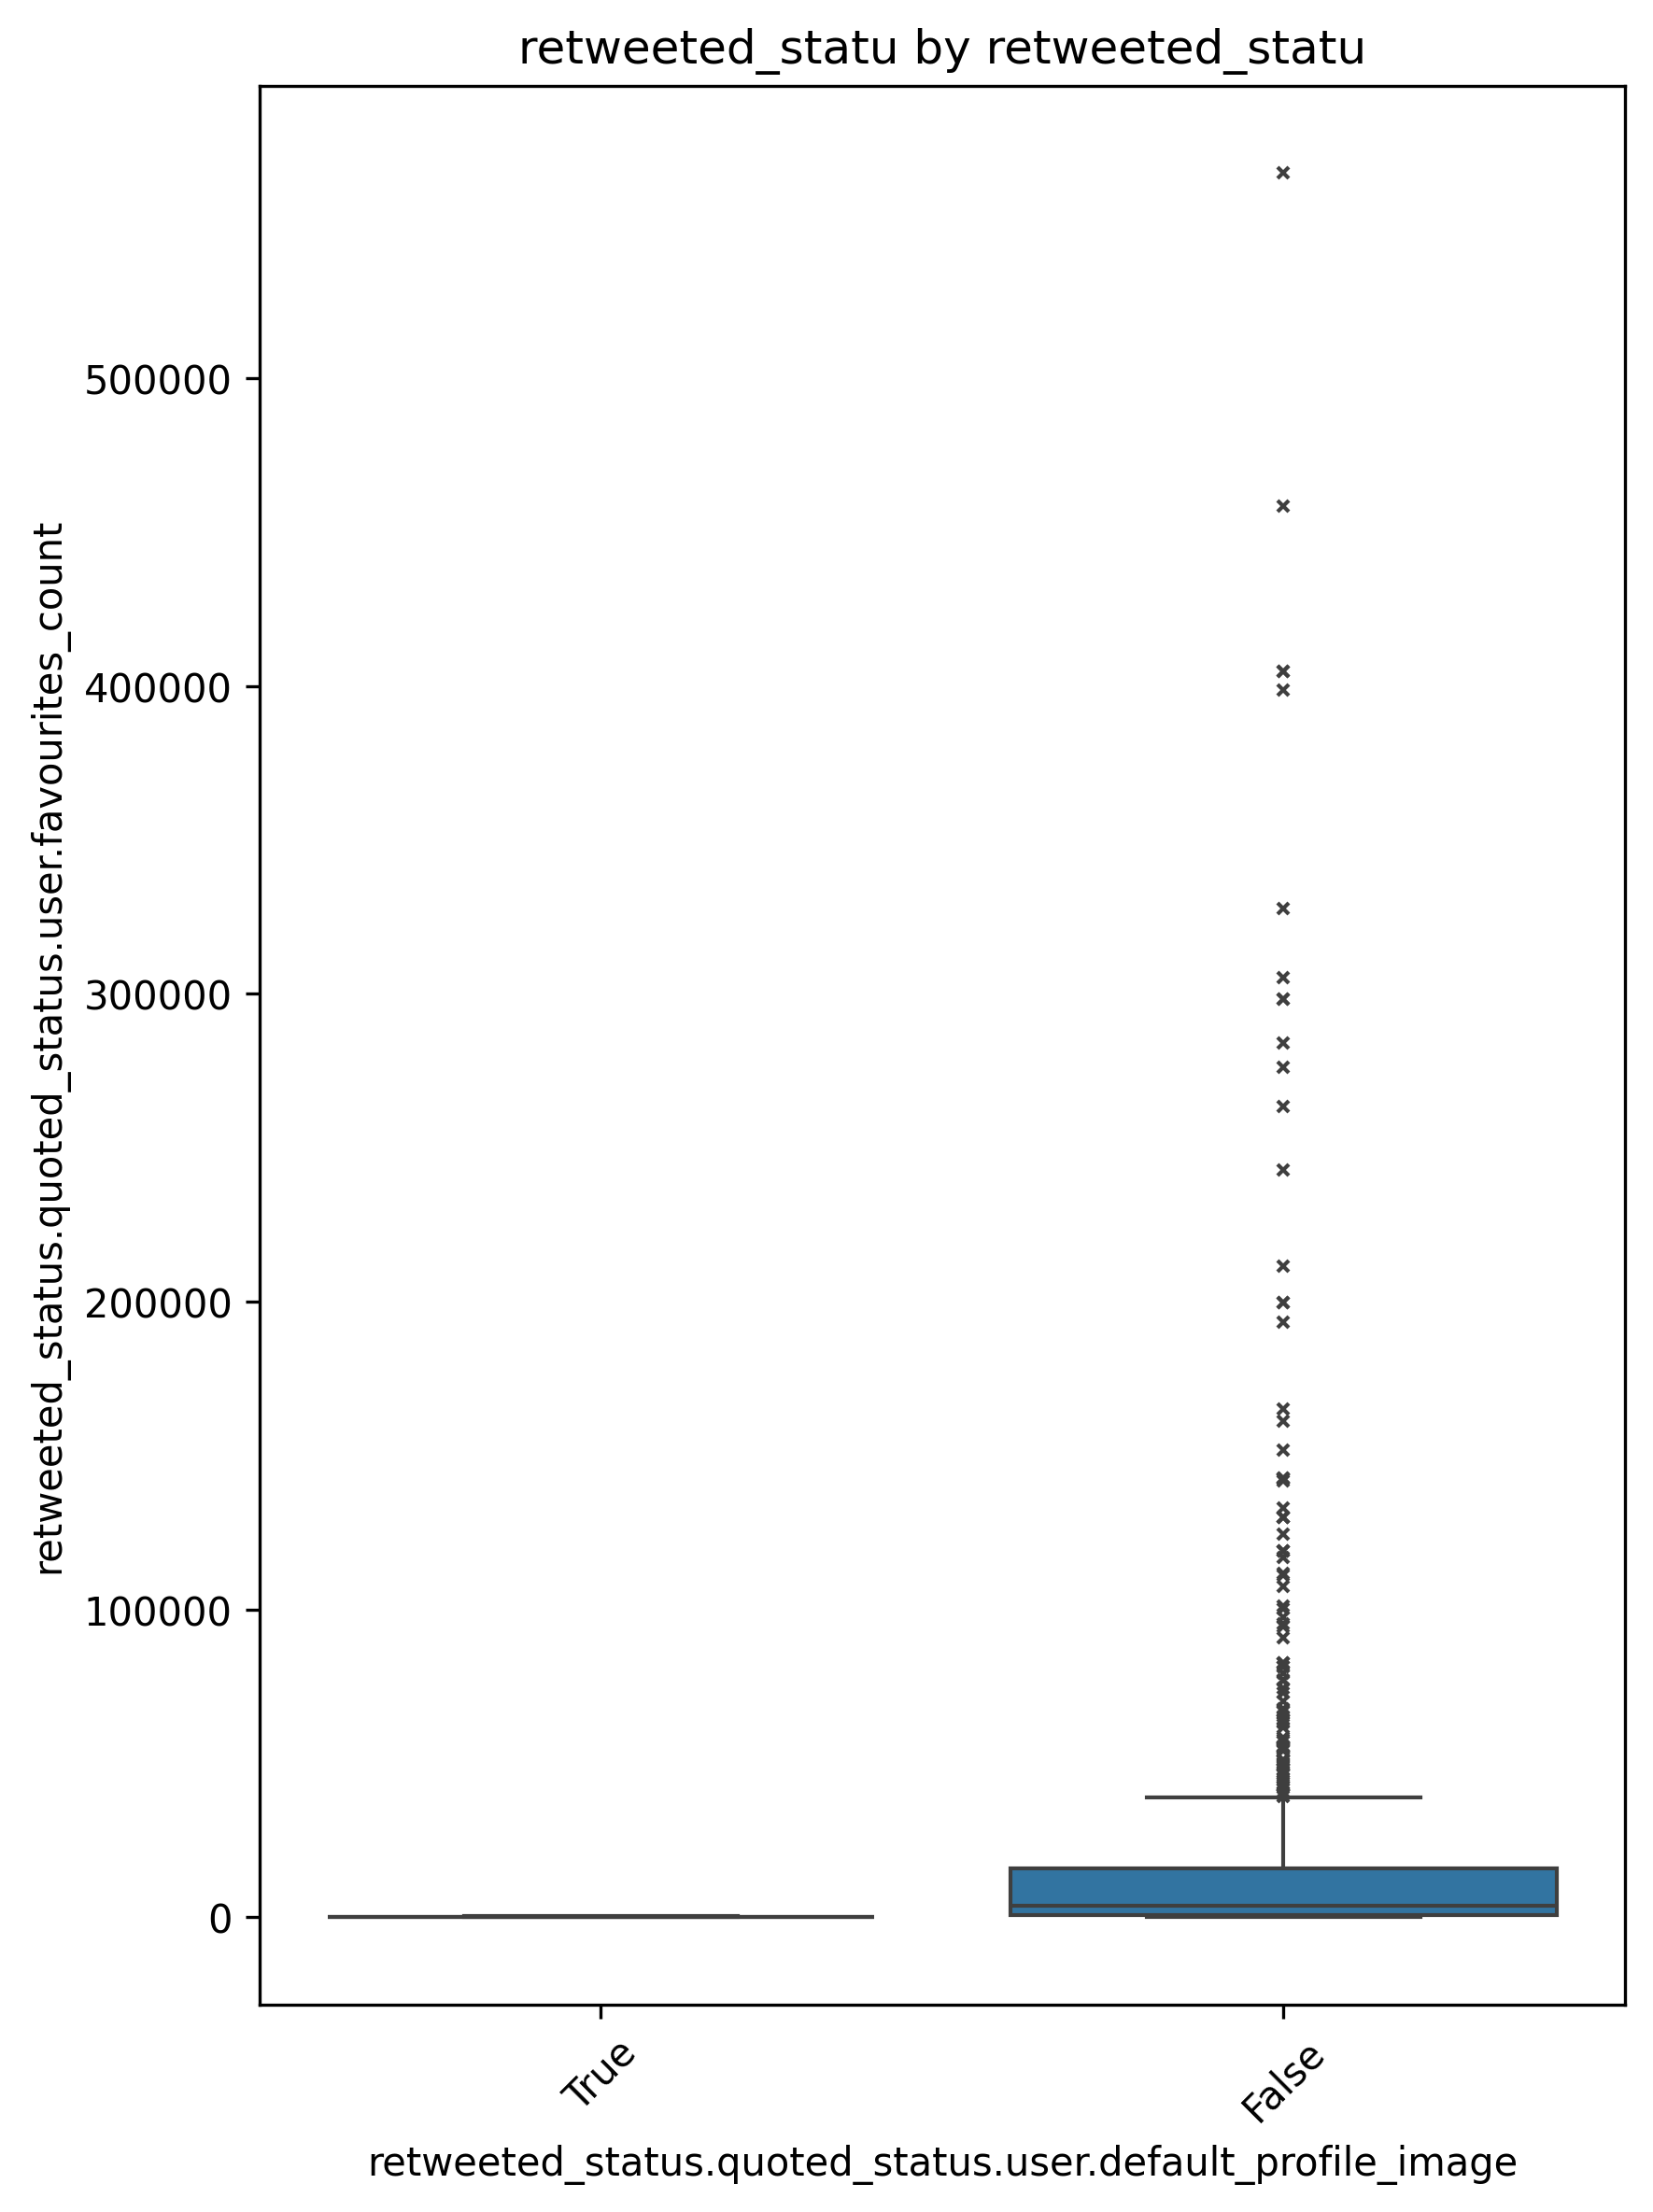 retweeted_statu by retweeted_statu
retweeted_status.quoted_status.user.favourites_count
500000
400000
300000
200000
100000
0
True
False
retweeted_status.quoted_status.user.default_profile_image